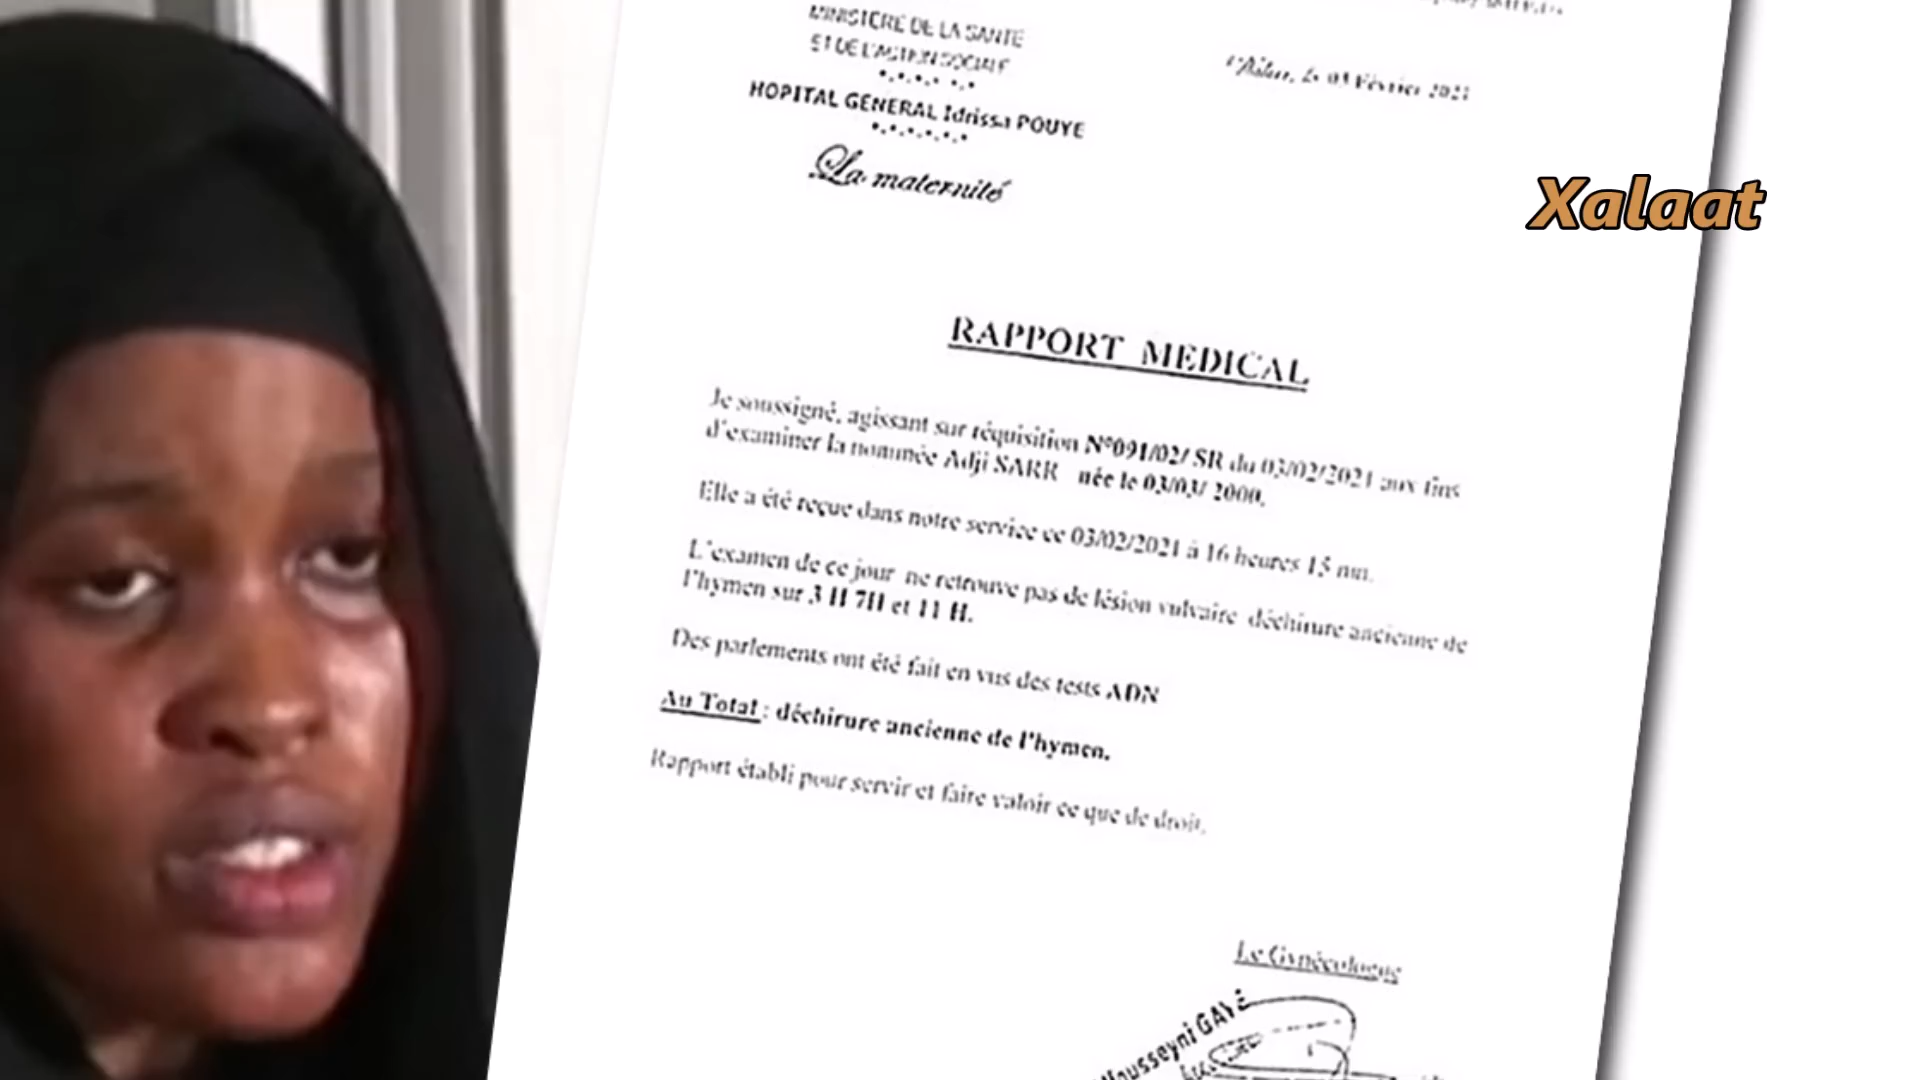 MINISTERE DE LA SANTE
ET DE L'ACTION SOCIALE
HOPITAL GENERAL Idrissa POUYE
La maternité
le 03 Février 2021
Xalaat
RAPPORT MEDICAL
Je soussigné, agissant sur réquisition N°091/02/ SR du 03/02/2021 aux fins
d'examiner la nommée Adji SARR née le 03/03/ 2000.
Elle a été reçue dans notre service ce 03/02/2021 à 16 heures 15 mn.
L'examen de ce jour ne retrouve pas de lésion vulvaire déchirure ancienne de
l'hymen sur 3 H 7H et 11 H.
Des parlements ont été fait en vus des tests ADN
Au Total : déchirure ancienne de l'hymen.
Rapport établi pour servir et faire valoir ce que de droit.
Le Gynécologue
GAYE